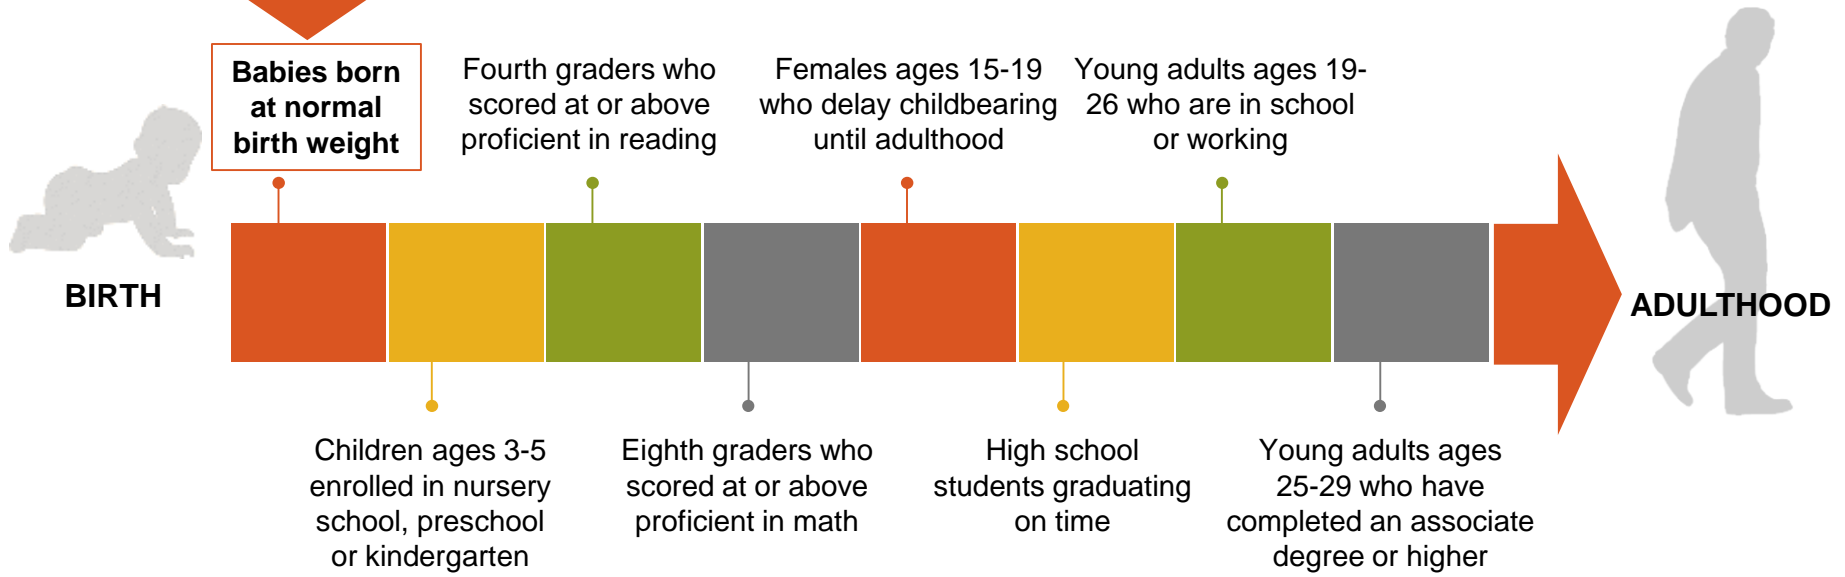 Babies born
at normal
birth weight
Fourth graders who
scored at or above
proficient in reading
Females ages 15-19
who delay childbearing
until adulthood
Young adults ages 19-
26 who are in school
or working
BIRTH
ADULTHOOD
Children ages 3-5
enrolled in nursery
school, preschool
or kindergarten
Eighth graders who
scored at or above
proficient in math
High school
students graduating
on time
Young adults ages
25-29 who have
completed an associate
degree or higher